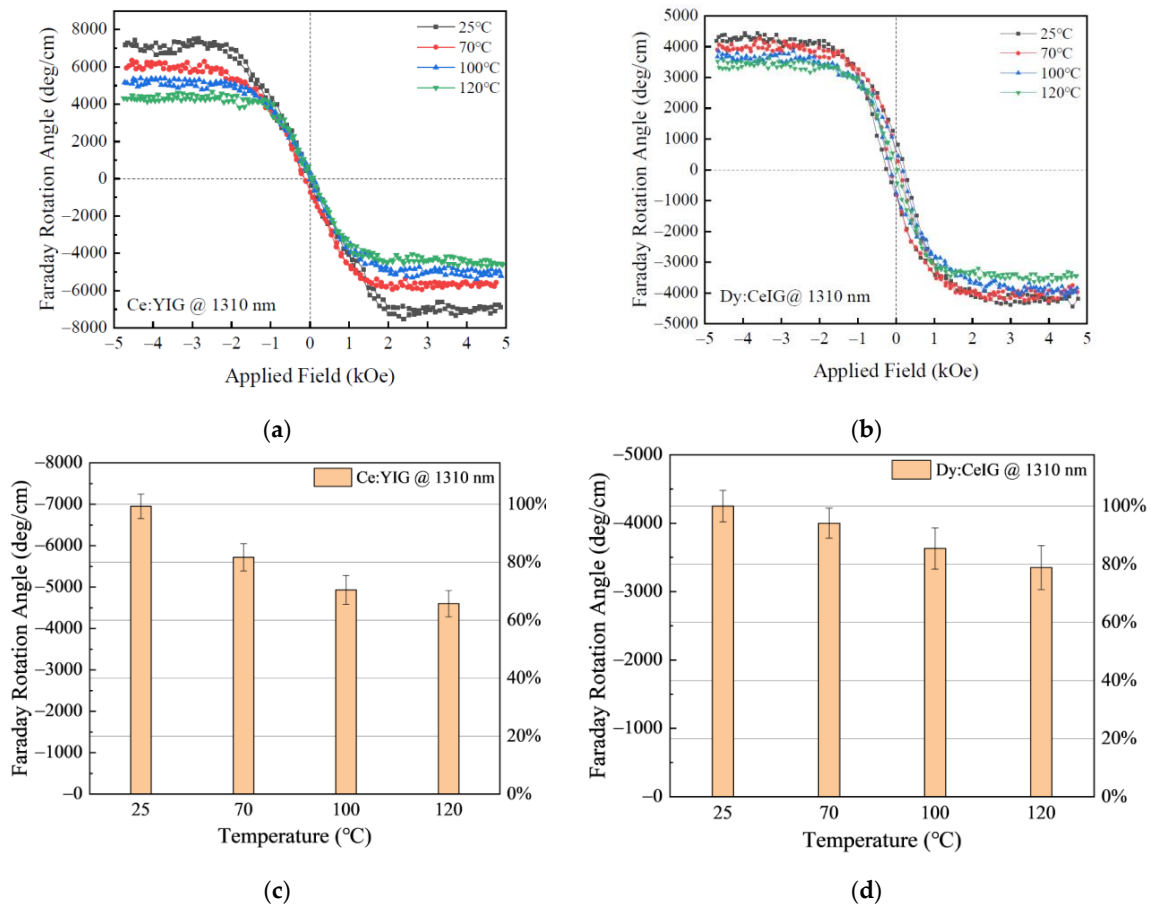 Faraday Rotation Angle (deg/cm)
8000
6000
4000
2000
0
−2000
−4000
−6000
−8000
25℃
70℃
100℃
120℃
Ce:YIG @ 1310 nm
−5 −4 −3 −2 −1 0 1 2 3 4 5
Applied Field (kOe)
(a)
Faraday Rotation Angle (deg/cm)
5000
4000
3000
2000
1000
0
−1000
−2000
−3000
−4000
−5000
25℃
70℃
100℃
120℃
Dy:CeIG@ 1310 nm
−5 −4 −3 −2 −1 0 1 2 3 4 5
Applied Field (kOe)
(b)
Faraday Rotation Angle (deg/cm)
−8000
−7000
−6000
−5000
−4000
−3000
−2000
−1000
−0
Ce:YIG @ 1310 nm
100%
80%
60%
40%
20%
0%
25 70 100 120
Temperature (℃)
(c)
Faraday Rotation Angle (deg/cm)
−5000
−4000
−3000
−2000
−1000
−0
Dy:CeIG @ 1310 nm
100%
80%
60%
40%
20%
0%
25 70 100 120
Temperature (℃)
(d)